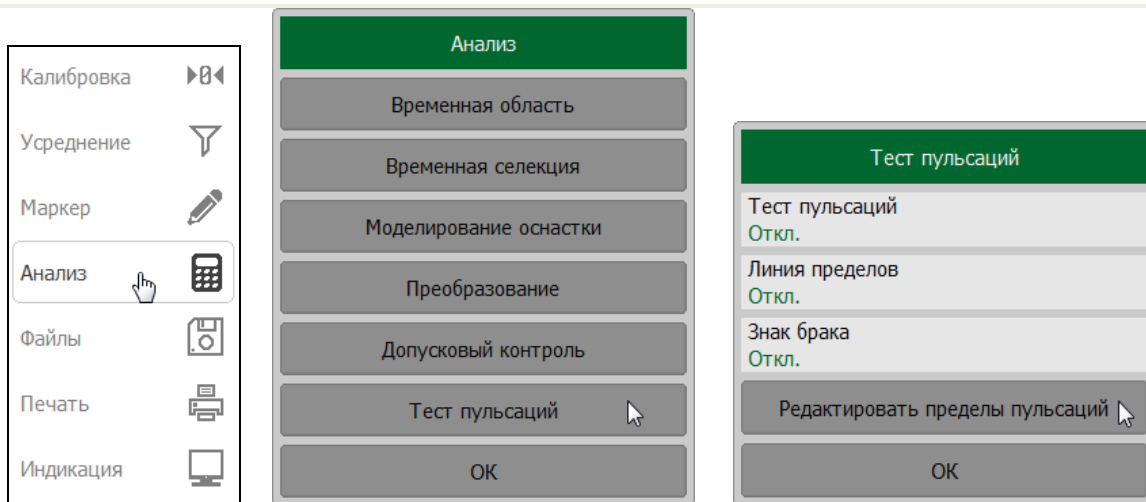 Калибровка
Усреднение
Маркер
Анализ
Файлы
Печать
Индикация
Анализ
Временная область
Временная селекция
Моделирование оснастки
Преобразование
Допусковый контроль
Тест пульсаций
ОК
Тест пульсаций
Тест пульсаций
Откл.
Линия пределов
Откл.
Знак брака
Откл.
Редактировать пределы пульсаций
ОК